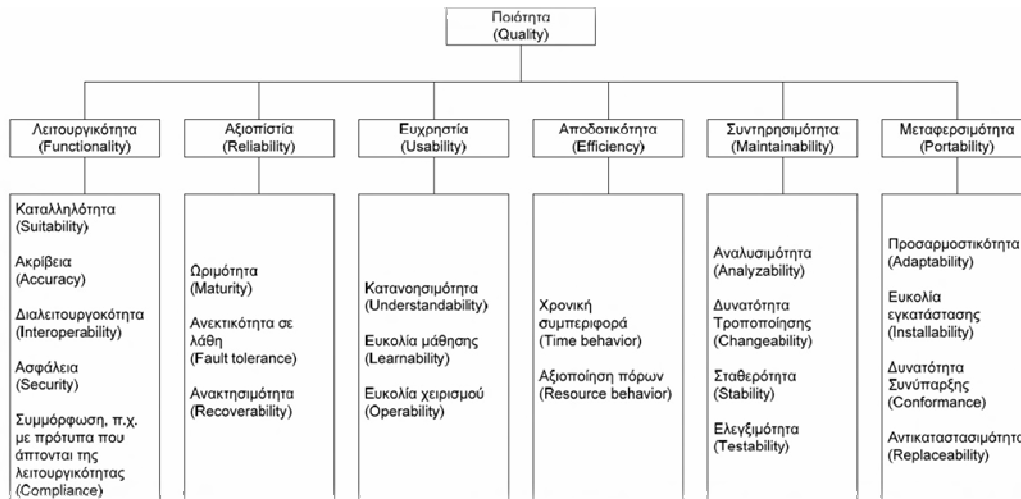 Ποιότητα
(Quality)
Λειτουργικότητα
(Functionality)
Αξιοπιστία
(Reliability)
Ευχρηστία
(Usability)
Αποδοτικότητα
(Efficiency)
Συντηρησιμότητα
(Maintainability)
Μεταφερσιμότητα
(Portability)
Καταλληλότητα
(Suitability)
Ακρίβεια
(Accuracy)
Διαλειτουργοκότητα
(Interoperability)
Ασφάλεια
(Security)
Συμμόρφωση, π.χ.
με πρότυπα που
άπτονται της
λειτουργικότητας
(Compliance)
Ωριμότητα
(Maturity)
Ανεκτικότητα σε
λάθη
(Fault tolerance)
Ανακτησιμότητα
(Recoverability)
Κατανοησιμότητα
(Understandability)
Ευκολία μάθησης
(Learnability)
Ευκολία χειρισμού
(Operability)
Χρονική
συμπεριφορά
(Time behavior)
Αξιοποίηση πόρων
(Resource behavior)
Αναλυσιμότητα
(Analyzability)
Δυνατότητα
Τροποποίησης
(Changeability)
Σταθερότητα
(Stability)
Ελεγξιμότητα
(Testability)
Προσαρμοστικότητα
(Adaptability)
Ευκολία
εγκατάστασης
(Installability)
Δυνατότητα
Συνύπαρξης
(Conformance)
Αντικαταστασιμότητα
(Replaceability)